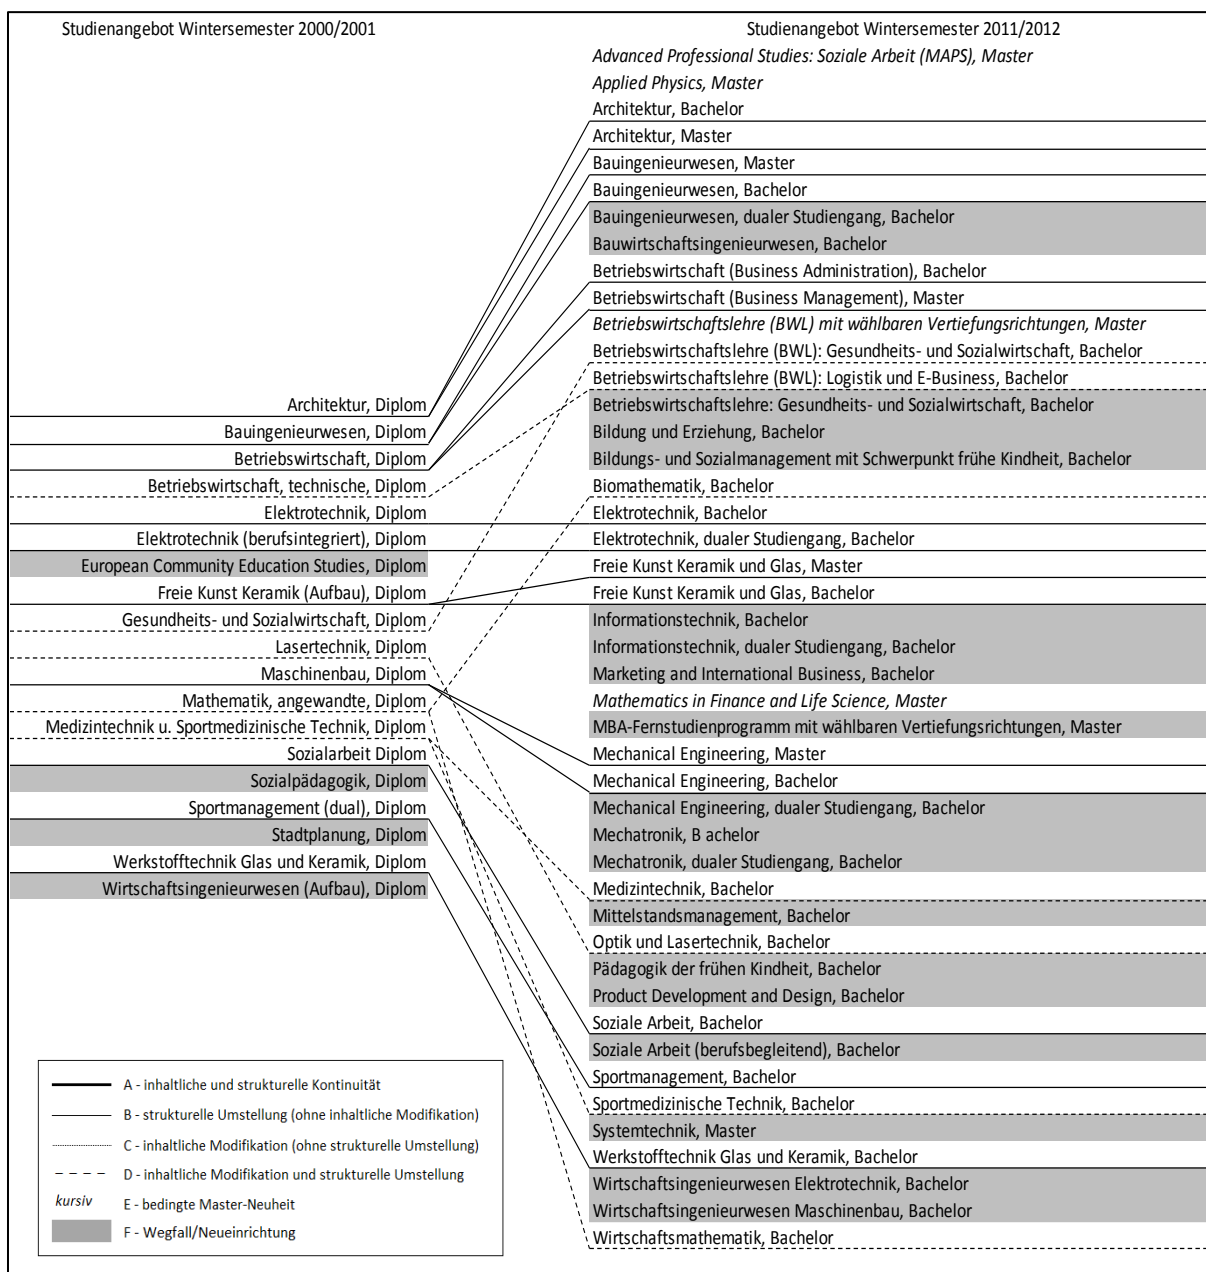 Studienangebot Wintersemester 2000/2001
Architektur, Diplom
Bauingenieurwesen, Diplom
Betriebswirtschaft, Diplom
Betriebswirtschaft, technische, Diplom
Elektrotechnik, Diplom
Elektrotechnik (berufsintegriert), Diplom
European Community Education Studies, Diplom
Freie Kunst Keramik (Aufbau), Diplom
Gesundheits- und Sozialwirtschaft, Diplom
Lasertechnik, Diplom
Maschinenbau, Diplom
Mathematik, angewandte, Diplom
Medizintechnik u. Sportmedizinische Technik, Diplom
Sozialarbeit Diplom
Sozialpädagogik, Diplom
Sportmanagement (dual), Diplom
Stadtplanung, Diplom
Werkstofftechnik Glas und Keramik, Diplom
Wirtschaftsingenieurwesen (Aufbau), Diplom
Studienangebot Wintersemester 2011/2012
Advanced Professional Studies: Soziale Arbeit (MAPS), Master
Applied Physics, Master
Architektur, Bachelor
Architektur, Master
Bauingenieurwesen, Master
Bauingenieurwesen, Bachelor
Bauingenieurwesen, dualer Studiengang, Bachelor
Bauwirtschaftsingenieurwesen, Bachelor
Betriebswirtschaft (Business Administration), Bachelor
Betriebswirtschaft (Business Management), Master
Betriebswirtschaftslehre (BWL) mit wählbaren Vertiefungsrichtungen, Master
Betriebswirtschaftslehre (BWL): Gesundheits- und Sozialwirtschaft, Bachelor
Betriebswirtschaftslehre (BWL): Logistik und E-Business, Bachelor
Betriebswirtschaftslehre: Gesundheits- und Sozialwirtschaft, Bachelor
Bildung und Erziehung, Bachelor
Bildungs- und Sozialmanagement mit Schwerpunkt frühe Kindheit, Bachelor
Biomathematik, Bachelor
Elektrotechnik, Bachelor
Elektrotechnik, dualer Studiengang, Bachelor
Freie Kunst Keramik und Glas, Master
Freie Kunst Keramik und Glas, Bachelor
Informationstechnik, Bachelor
Informationstechnik, dualer Studiengang, Bachelor
Marketing and International Business, Bachelor
Mathematics in Finance and Life Science, Master
MBA-Fernstudienprogramm mit wählbaren Vertiefungsrichtungen, Master
Mechanical Engineering, Master
Mechanical Engineering, Bachelor
Mechanical Engineering, dualer Studiengang, Bachelor
Mechatronik, B achelor
Mechatronik, dualer Studiengang, Bachelor
Medizintechnik, Bachelor
Mittelstandsmanagement, Bachelor
Optik und Lasertechnik, Bachelor
Pädagogik der frühen Kindheit, Bachelor
Product Development and Design, Bachelor
Soziale Arbeit, Bachelor
Soziale Arbeit (berufsbegleitend), Bachelor
Sportmanagement, Bachelor
Sportmedizinische Technik, Bachelor
Systemtechnik, Master
Werkstofftechnik Glas und Keramik, Bachelor
Wirtschaftsingenieurwesen Elektrotechnik, Bachelor
Wirtschaftsingenieurwesen Maschinenbau, Bachelor
Wirtschaftsmathematik, Bachelor
A - inhaltliche und strukturelle Kontinuität
B - strukturelle Umstellung (ohne inhaltliche Modifikation)
C - inhaltliche Modifikation (ohne strukturelle Umstellung)
D - inhaltliche Modifikation und strukturelle Umstellung
kursiv E - bedingte Master-Neuheit
F - Wegfall/Neueinrichtung